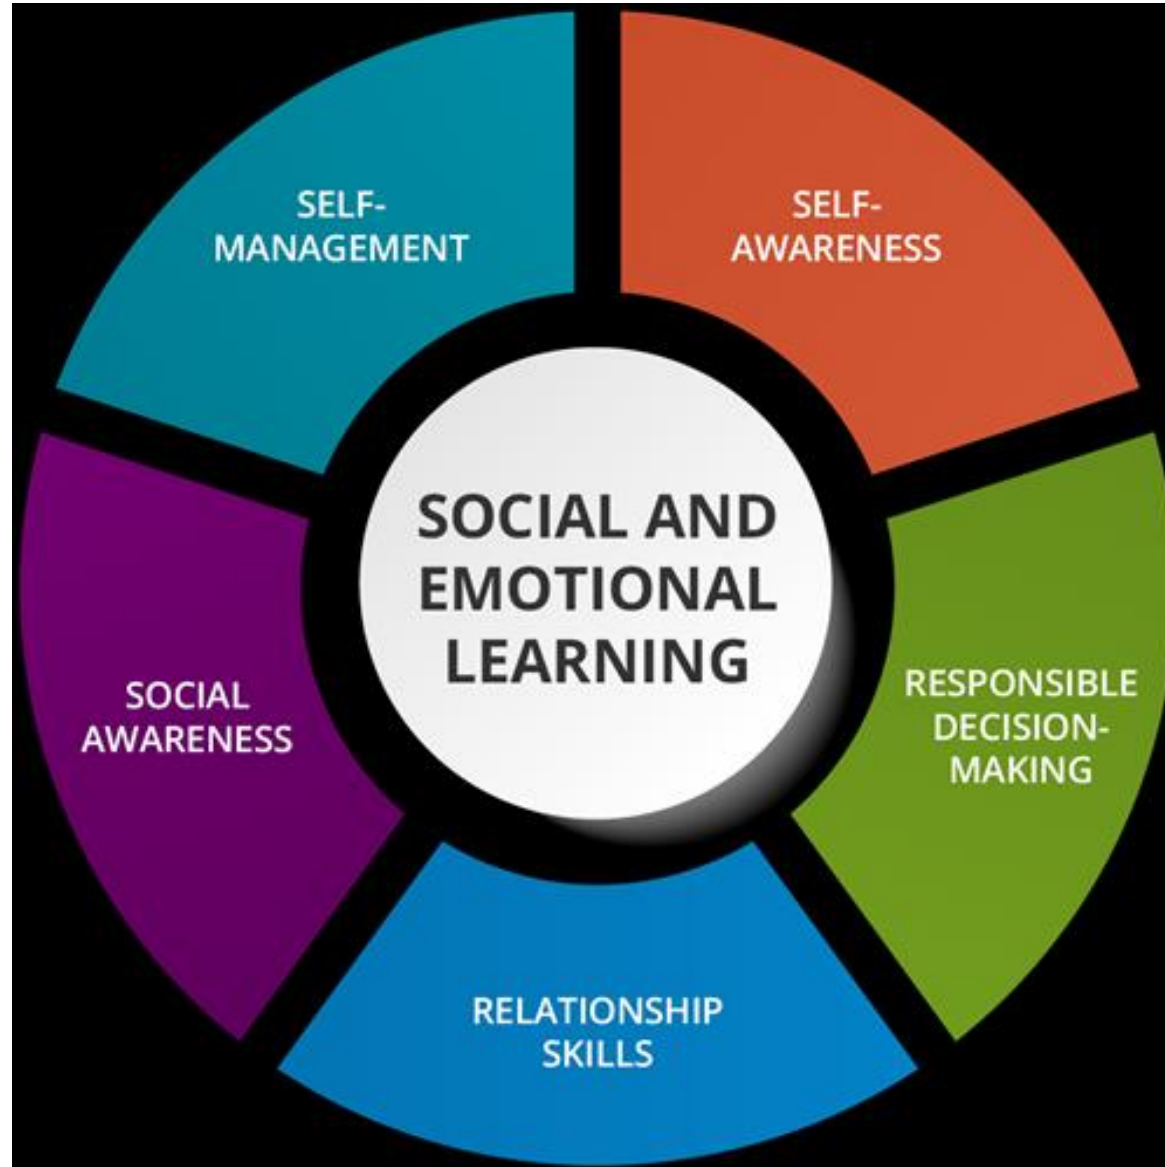 SELF-
MANAGEMENT
SELF-
AWARENESS
SOCIAL AND
EMOTIONAL
LEARNING
SOCIAL
AWARENESS
RESPONSIBLE
DECISION-
MAKING
RELATIONSHIP
SKILLS